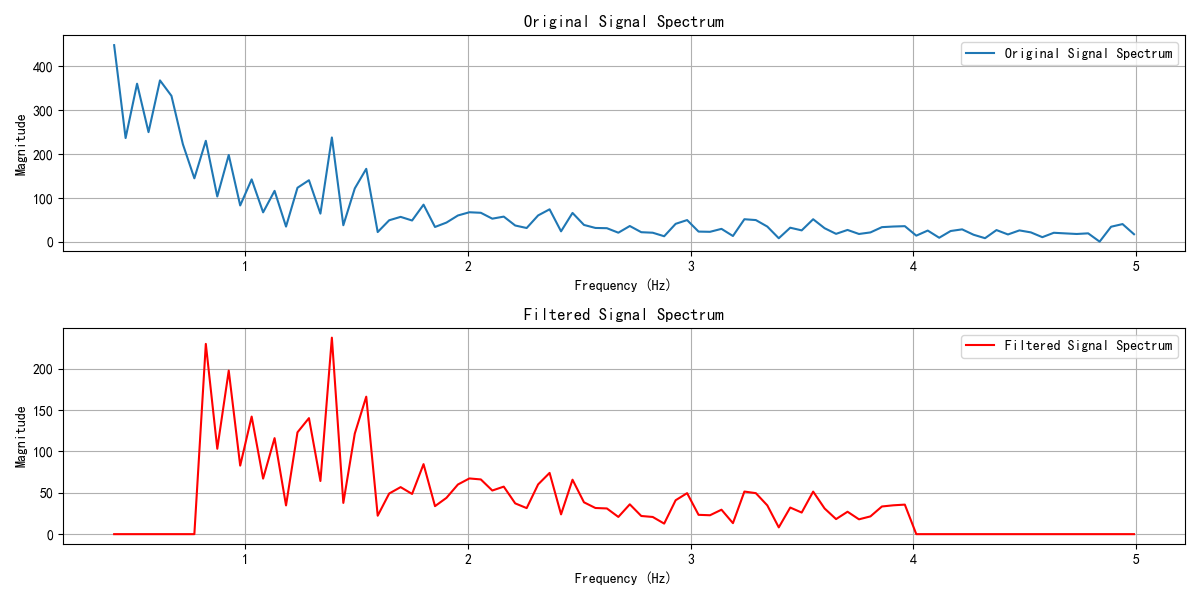 Original Signal Spectrum
Original Signal Spectrum
Magnitude
400
300
200
100
0
1 2 3 4 5
Frequency (Hz)
Filtered Signal Spectrum
Filtered Signal Spectrum
Magnitude
200
150
100
50
0
1 2 3 4 5
Frequency (Hz)